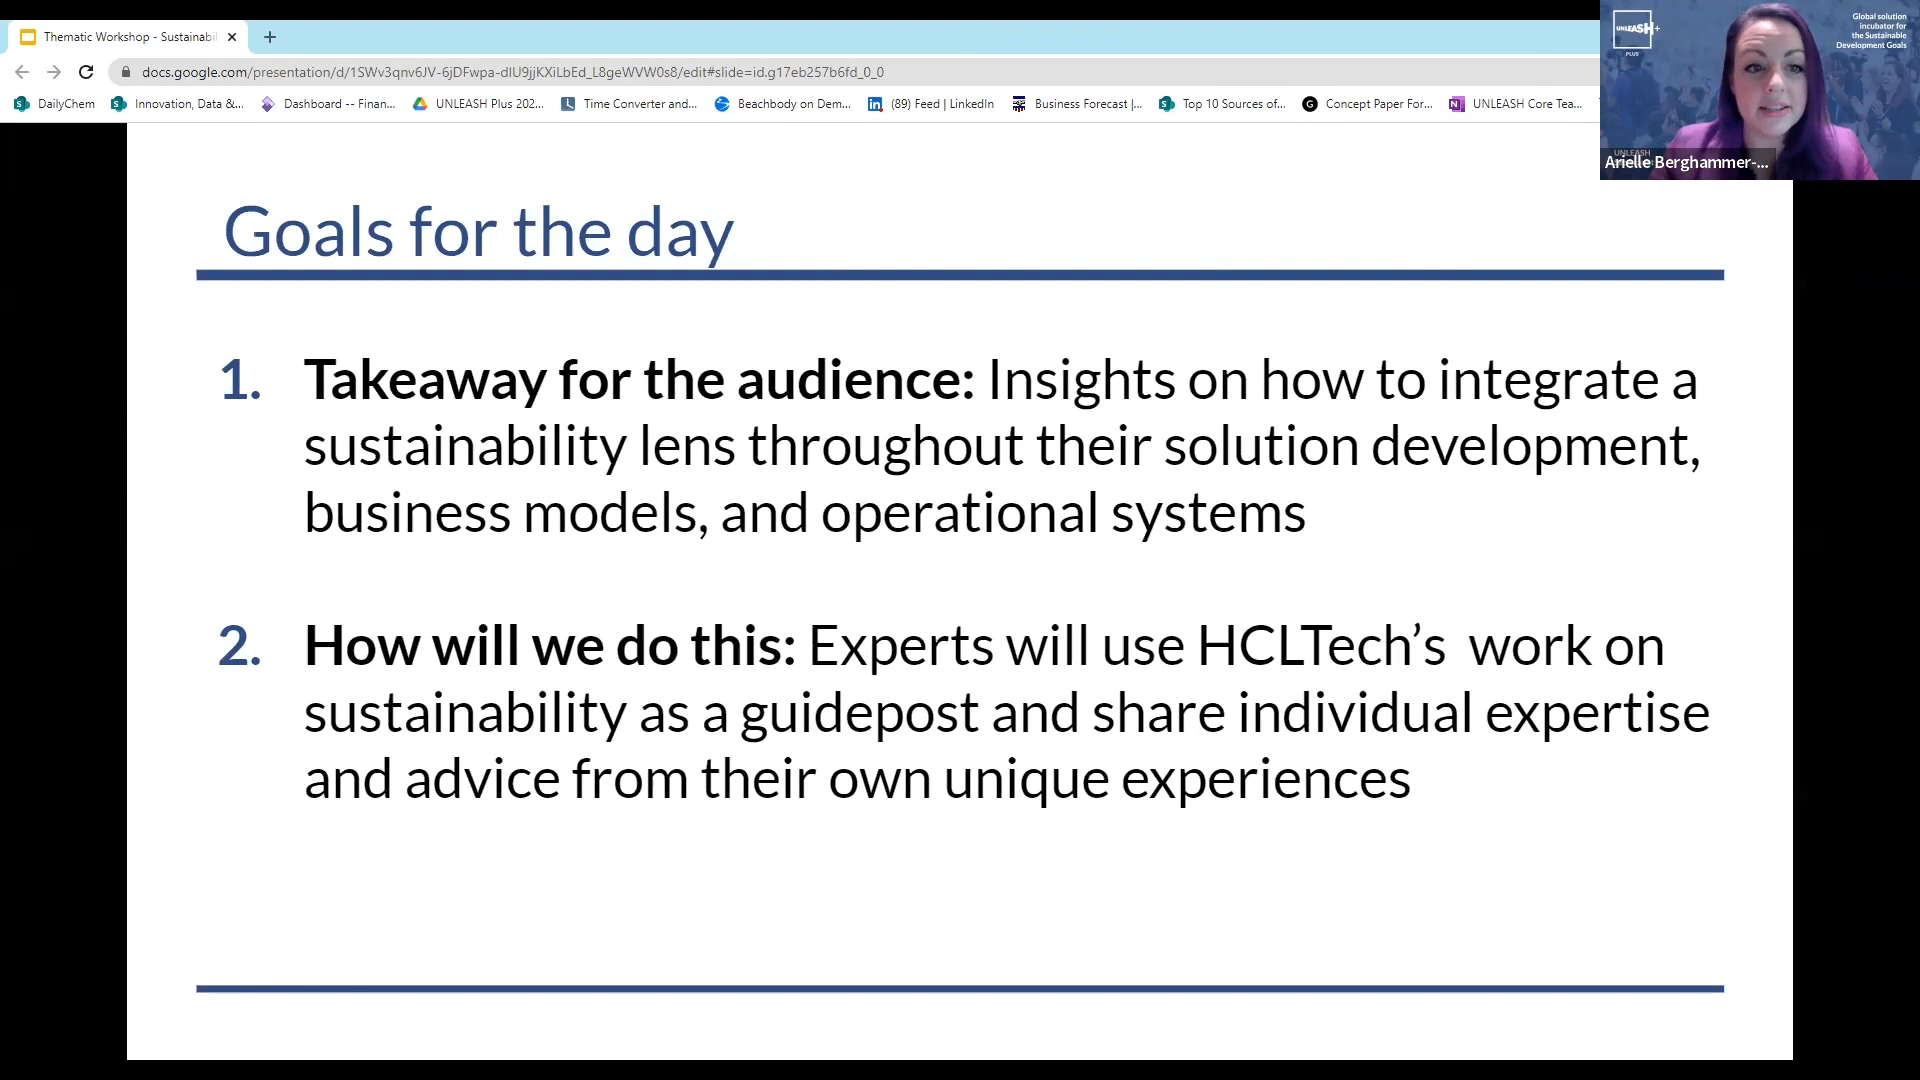 Thematic Workshop - Sustainabil
docs.google.com/presentation/d/1SWv3qnv6JV-6jDFwpa-dIU9jjKXiLbEd_L8geWVW0s8/edit#slide=id.g17eb257b6fd_0_0
DailyChem
Innovation, Data &...
Dashboard -- Finan...
UNLEASH Plus 202...
Time Converter and...
Beachbody on Dem...
(89) Feed | LinkedIn
Business Forecast |...
Top 10 Sources of...
Concept Paper For...
UNLEASH Core Tea...
UNLEASH+
PLUS
Global solution
incubator for
the Sustainable
Development Goals
UNLEASH
Arielle Berghammer-...
Goals for the day
1. Takeaway for the audience: Insights on how to integrate a
sustainability lens throughout their solution development,
business models, and operational systems
2. How will we do this: Experts will use HCLTech’s  work on
sustainability as a guidepost and share individual expertise
and advice from their own unique experiences